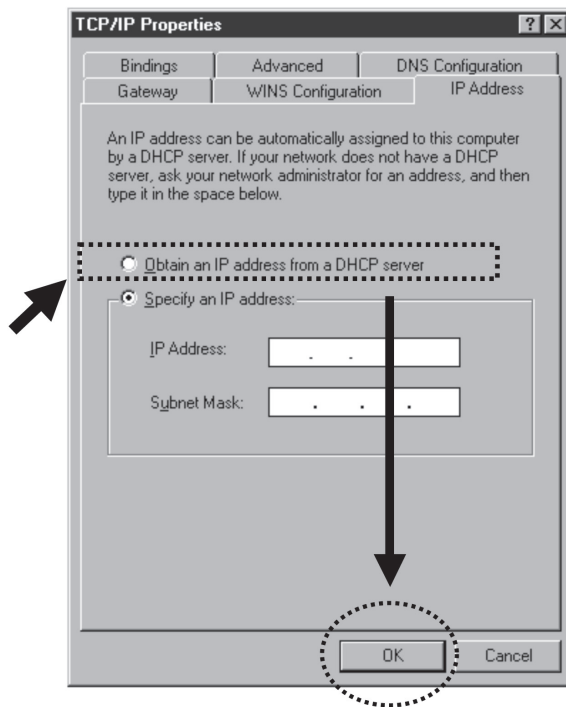 TCP/IP Properties
Bindings
Advanced
DNS Configuration
Gateway
WINS Configuration
IP Address
An IP address can be automatically assigned to this computer
by a DHCP server. If your network does not have a DHCP
server, ask your network administrator for an address, and then
type it in the space below.
Obtain an IP address from a DHCP server
Specify an IP address:
IP Address:
Subnet Mask:
OK
Cancel